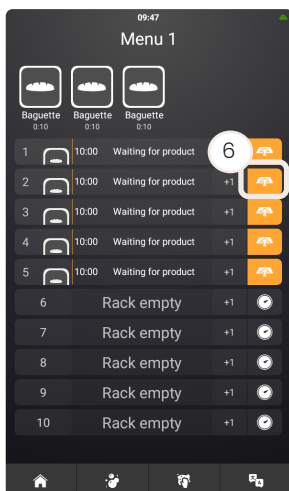 09:47
Menu 1
Baguette Baguette Baguette
0:10 0:10 0:10
1 10:00 Waiting for product 6
2 10:00 Waiting for product +1
3 10:00 Waiting for product +1
4 10:00 Waiting for product +1
5 10:00 Waiting for product +1
6 Rack empty +1
7 Rack empty +1
8 Rack empty +1
9 Rack empty +1
10 Rack empty +1